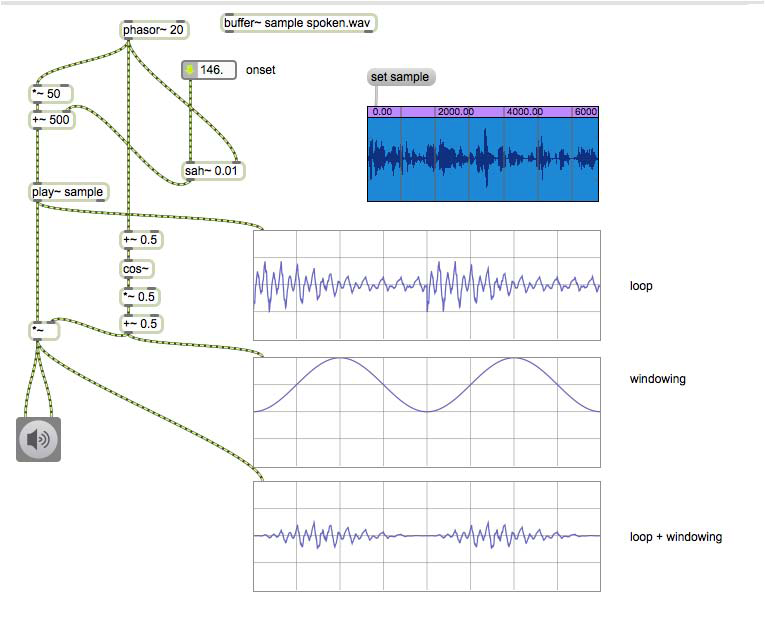 phasor~ 20
buffer~ sample spoken.wav
146.
onset
set sample
*~ 50
+~ 500
0.00 2000.00 4000.00 6000
sah~ 0.01
play~ sample
+~ 0.5
cos~
*~ 0.5
+~ 0.5
*~
loop
windowing
loop + windowing